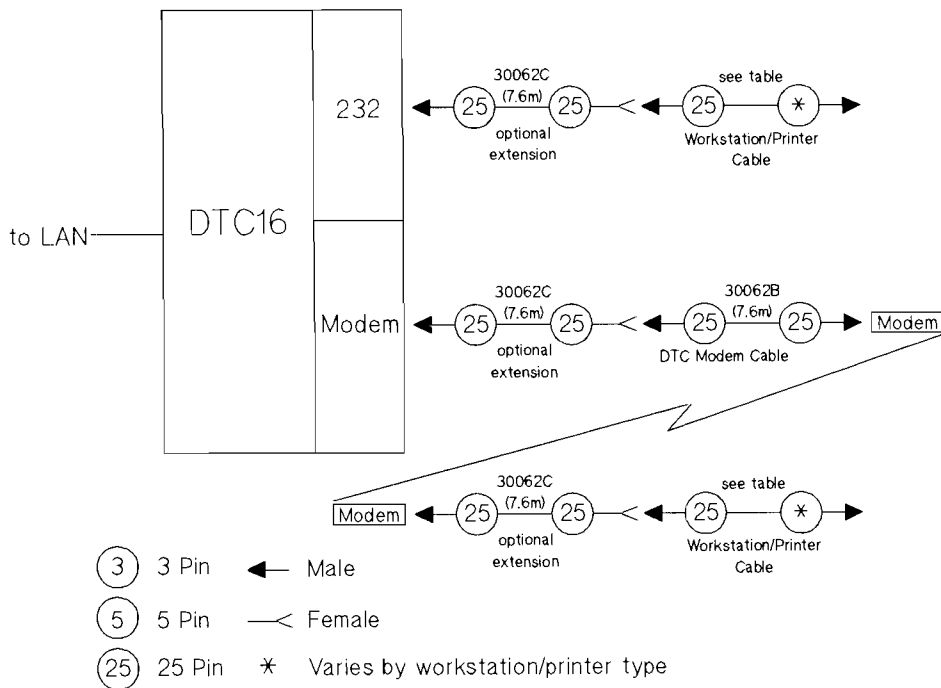 30062C
(7.6m)
see table
232
25
25
25
*
optional
extension
Workstation/Printer
Cable
to LAN
DTC16
30062C
(7.6m)
30062B
(7.6m)
Modem
25
25
25
25
Modem
optional
extension
DTC Modem Cable
30062C
(7.6m)
see table
Modem
25
25
25
*
optional
extension
Workstation/Printer
Cable
3 3 Pin Male
5 5 Pin Female
25 25 Pin * Varies by workstation/printer type